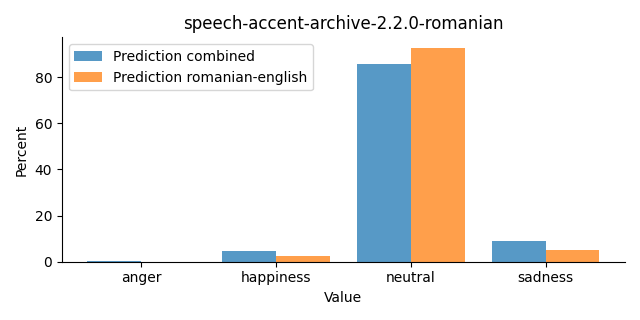 speech-accent-archive-2.2.0-romanian
Prediction combined
Prediction romanian-english
Percent
80
60
40
20
0
anger
happiness
neutral
sadness
Value